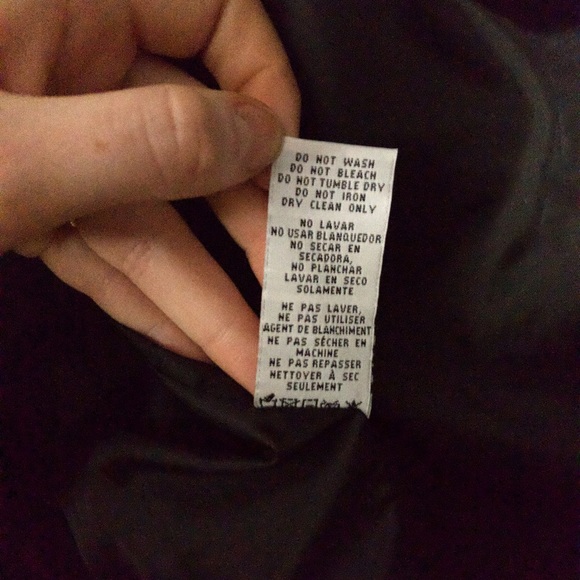 DO NOT WASH
DO NOT BLEACH
DO NOT TUMBLE DRY
DO NOT IRON
DRY CLEAN ONLY
NO LAVAR
NO USAR BLANQUEDOR
NO SECAR EN
SECADORA,
NO PLANCHAR
LAVAR EN SECO
SOLAMENTE
NE PAS LAVER,
NE PAS UTILISER
AGENT DE BLANCHIMENT
NE PAS SÉCHER EN
MACHINE
NE PAS REPASSER
NETTOYER À SEC
SEULEMENT